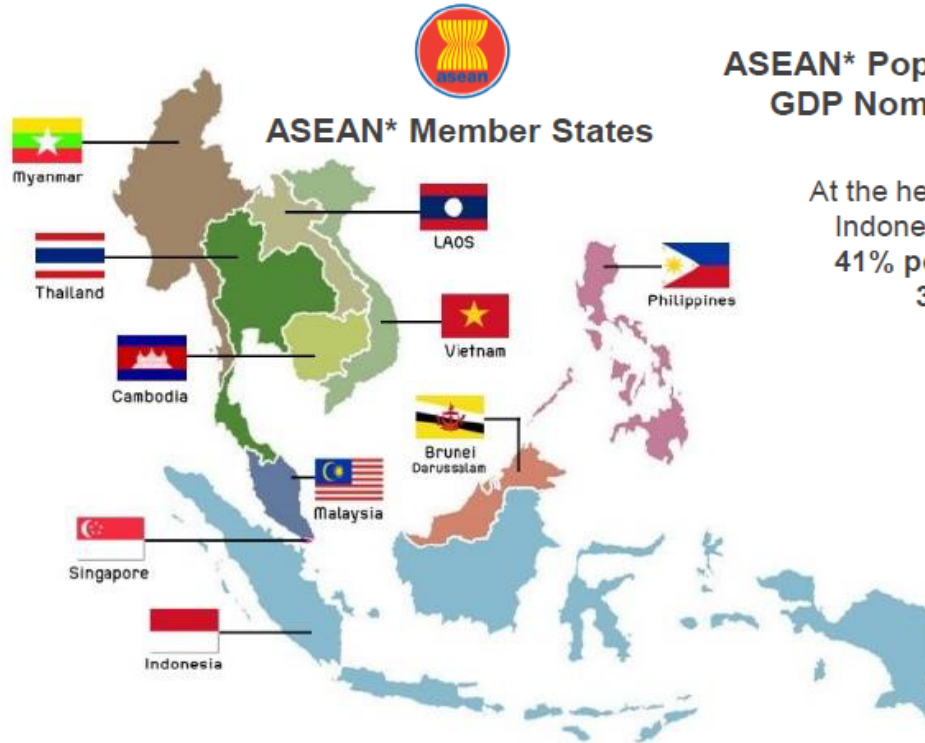 asean
ASEAN* Member States
ASEAN* Pop
GDP Nom
At the he
Indone
41% po
3
Myanmar
LAOS
Thailand
Philippines
Vietnam
Cambodia
Brunei
Darussalam
Malaysia
Singapore
Indonesia